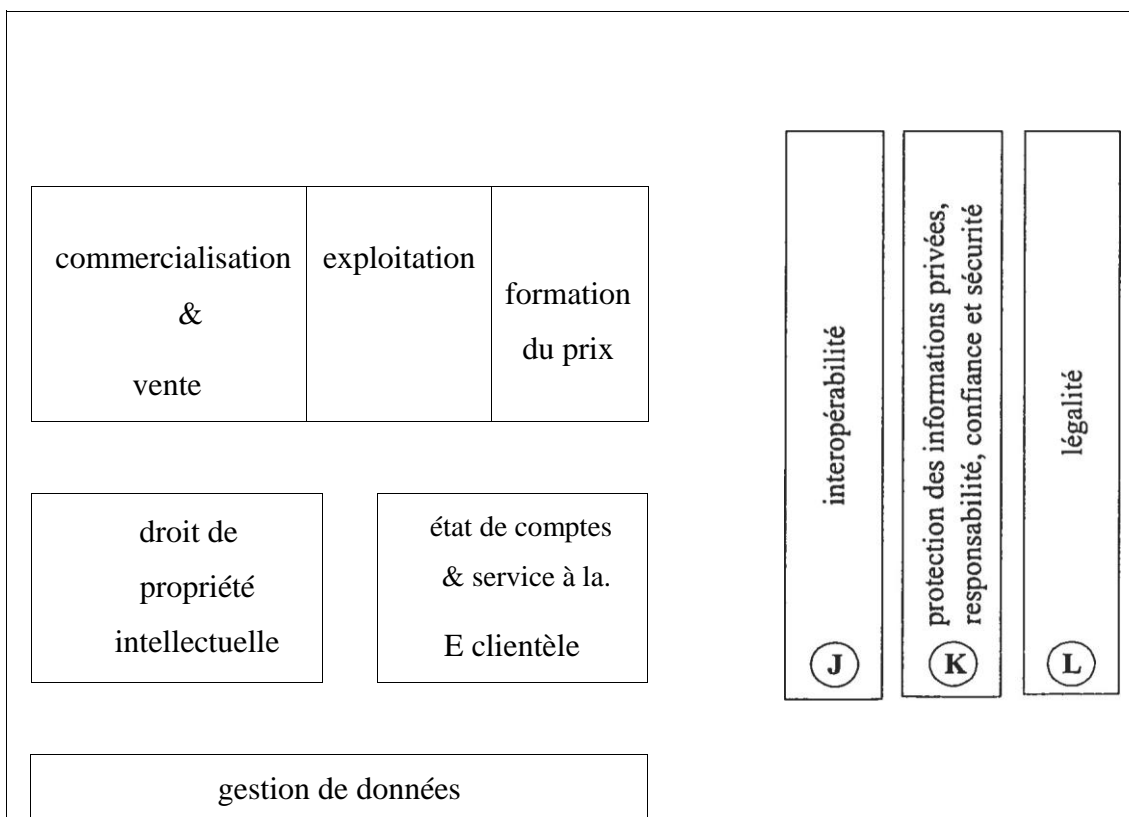 commercialisation
&
vente
exploitation
formation
du prix
droit de
propriété
intellectuelle
état de comptes
& service à la.
E clientèle
gestion de données
interopérabilité
J
protection des informations privées,
responsabilité, confiance et sécurité
K
légalité
L